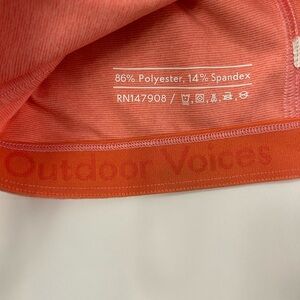 86% Polyester, 14% Spandex
RN147908 /
Outdoor Voices